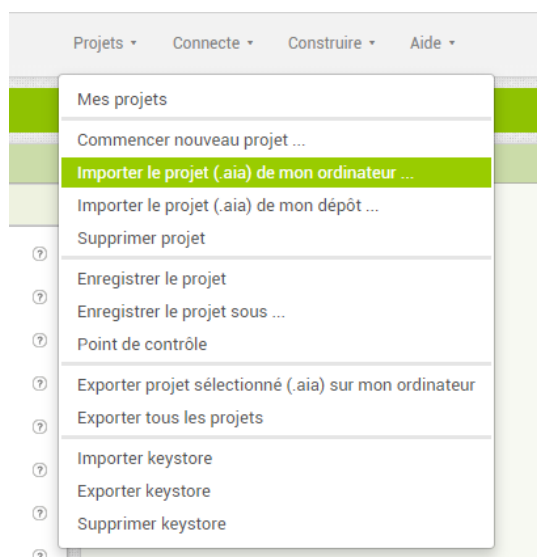 Projets Connecte Construire Aide
Mes projets
Commencer nouveau projet ...
Importer le projet (.aia) de mon ordinateur ...
Importer le projet (.aia) de mon dépôt ...
Supprimer projet
Enregistrer le projet
Enregistrer le projet sous ...
Point de contrôle
Exporter projet sélectionné (.aia) sur mon ordinateur
Exporter tous les projets
Importer keystore
Exporter keystore
Supprimer keystore